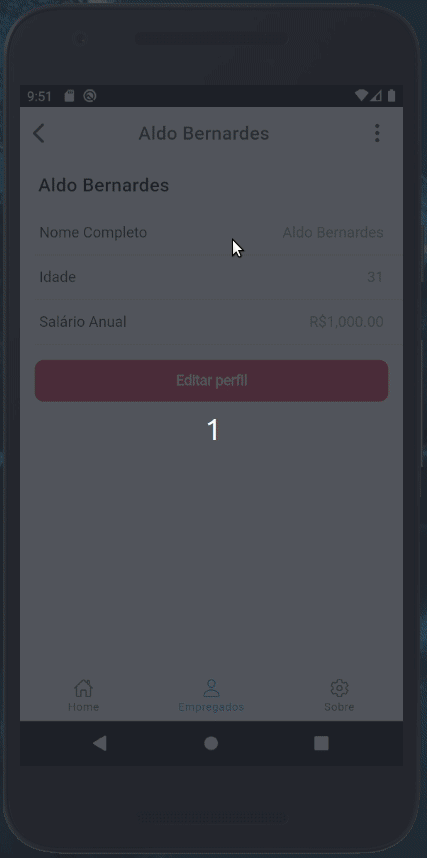 9:51
Aldo Bernardes
Aldo Bernardes
Nome Completo Aldo Bernardes
Idade 31
Salário Anual R$1,000.00
Editar perfil
1
Home Empregados Sobre